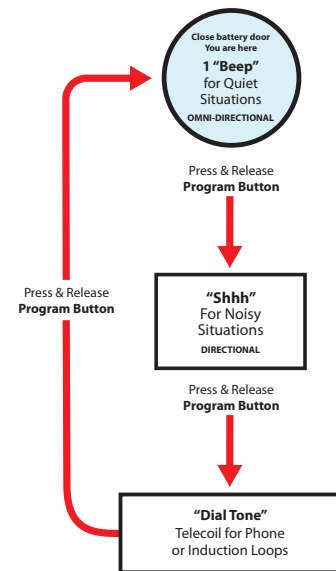 Close battery door
You are here
1 “Beep”
for Quiet
Situations
OMNI-DIRECTIONAL
Press & Release
Program Button
“Shhh”
For Noisy
Situations
DIRECTIONAL
Press & Release
Program Button
Press & Release
Program Button
“Dial Tone”
Telecoil for Phone
or Induction Loops